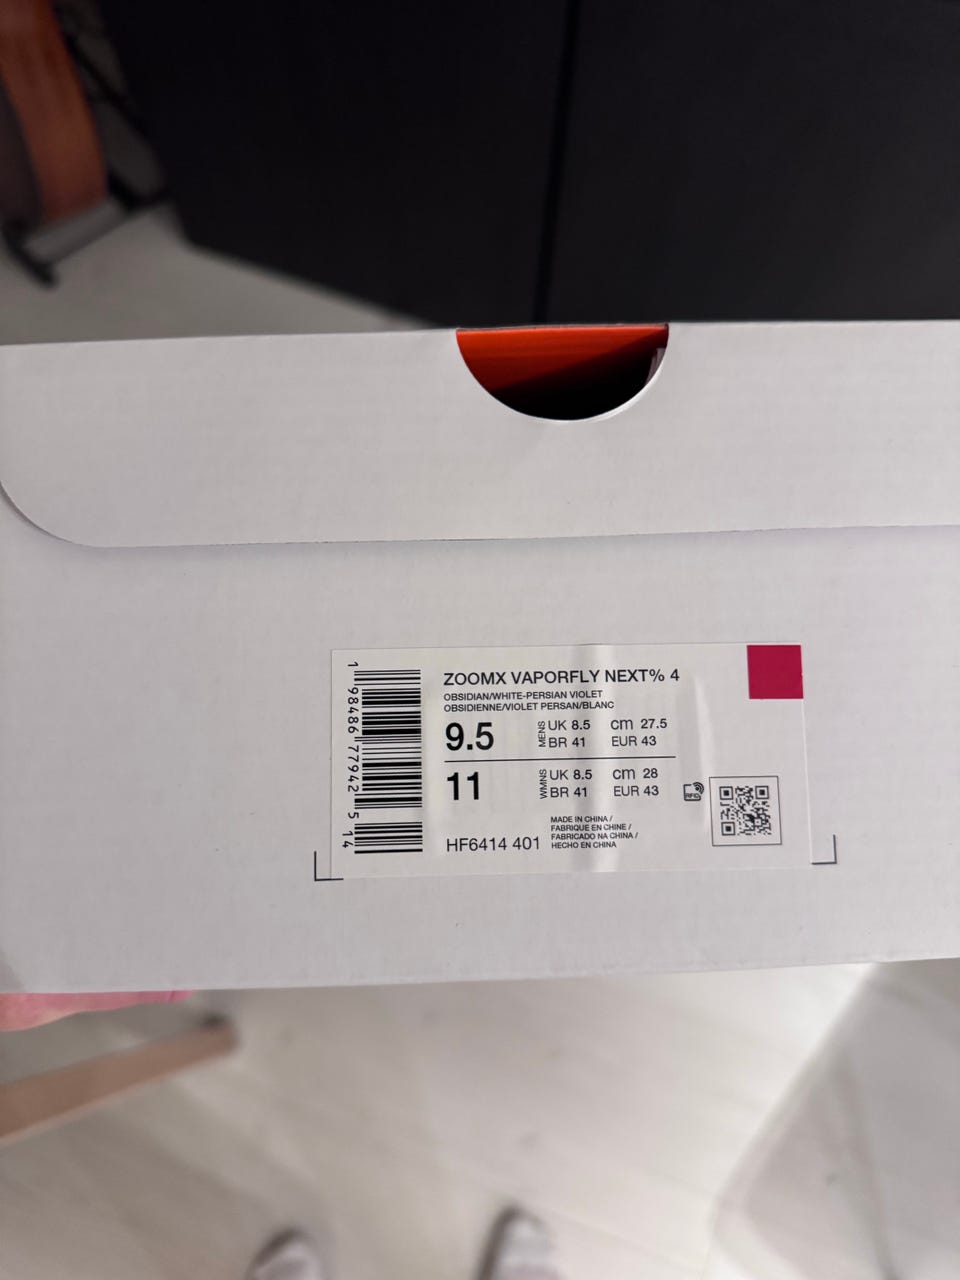 ZOOMX VAPORFLY NEXT% 4
OBSIDIAN/WHITE-PERSIAN VIOLET
OBSIDIENNE/VIOLET PERSAN/BLANC
9.5
MENS
UK 8.5 cm 27.5
BR 41 EUR 43
11
WMNS
UK 8.5 cm 28
BR 41 EUR 43
RFID
HF6414 401
MADE IN CHINA /
FABRIQUE EN CHINE /
FABRICADO NA CHINA /
HECHO EN CHINA
1 98486 77942 5 14